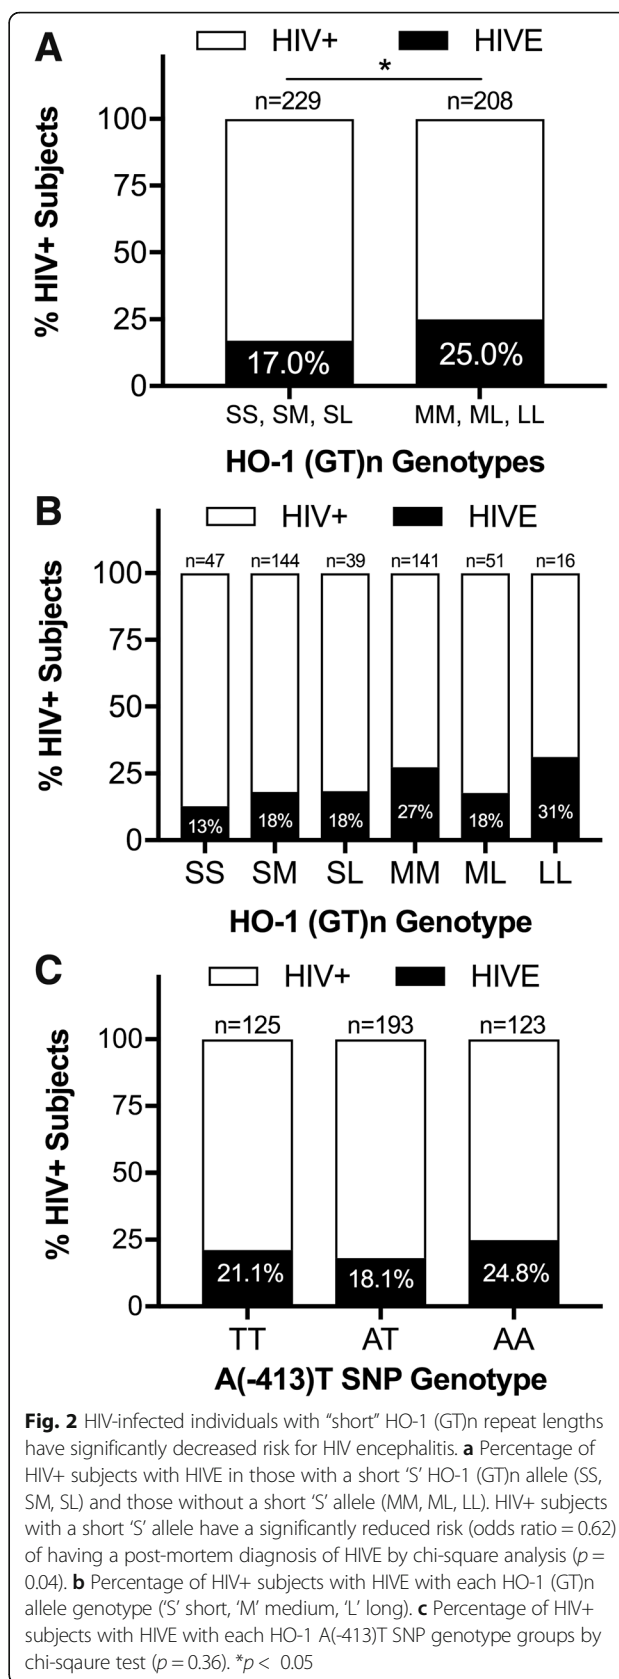 A
HIV+ HIVE
*
n=229 n=208
% HIV+ Subjects
100
75
50
25
0
17.0% 25.0%
SS, SM, SL MM, ML, LL
HO-1 (GT)n Genotypes
B
HIV+ HIVE
n=47 n=144 n=39 n=141 n=51 n=16
% HIV+ Subjects
100
75
50
25
0
13% 18% 18% 27% 18% 31%
SS SM SL MM ML LL
HO-1 (GT)n Genotype
C
HIV+ HIVE
n=125 n=193 n=123
% HIV+ Subjects
100
75
50
25
0
21.1% 18.1% 24.8%
TT AT AA
A(-413)T SNP Genotype
Fig. 2 HIV-infected individuals with “short” HO-1 (GT)n repeat lengths
have significantly decreased risk for HIV encephalitis. a Percentage of
HIV+ subjects with HIVE in those with a short ‘S’ HO-1 (GT)n allele (SS,
SM, SL) and those without a short ‘S’ allele (MM, ML, LL). HIV+ subjects
with a short ‘S’ allele have a significantly reduced risk (odds ratio = 0.62)
of having a post-mortem diagnosis of HIVE by chi-square analysis (p =
0.04). b Percentage of HIV+ subjects with HIVE with each HO-1 (GT)n
allele genotype (‘S’ short, ‘M’ medium, ‘L’ long). c Percentage of HIV+
subjects with HIVE with each HO-1 A(-413)T SNP genotype groups by
chi-sqaure test (p = 0.36). *p < 0.05